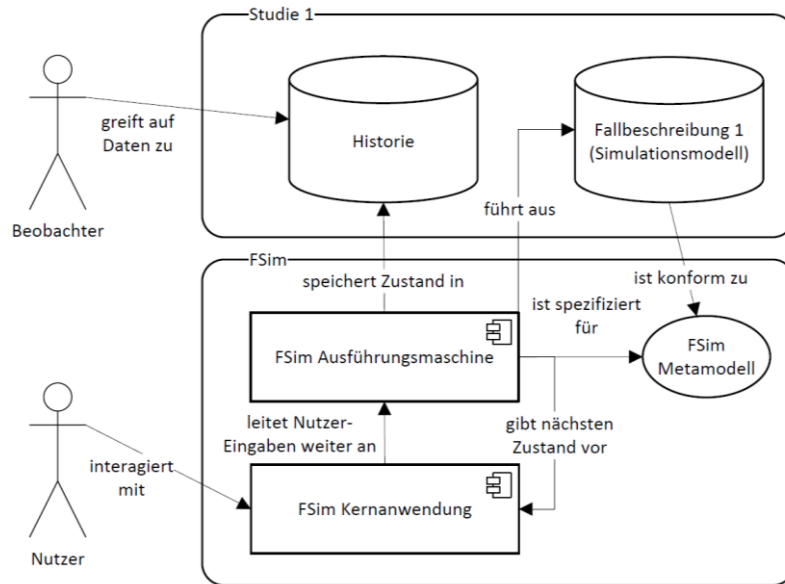 Studie 1
greift auf
Daten zu
Historie
Fallbeschreibung 1
(Simulationsmodell)
führt aus
Beobachter
FSim
speichert Zustand in
ist konform zu
ist spezifiziert
für
FSim Ausführungsmaschine
FSim
Metamodell
leitet Nutzer-
Eingaben weiter an
gibt nächsten
Zustand vor
interagiert
mit
FSim Kernanwendung
Nutzer